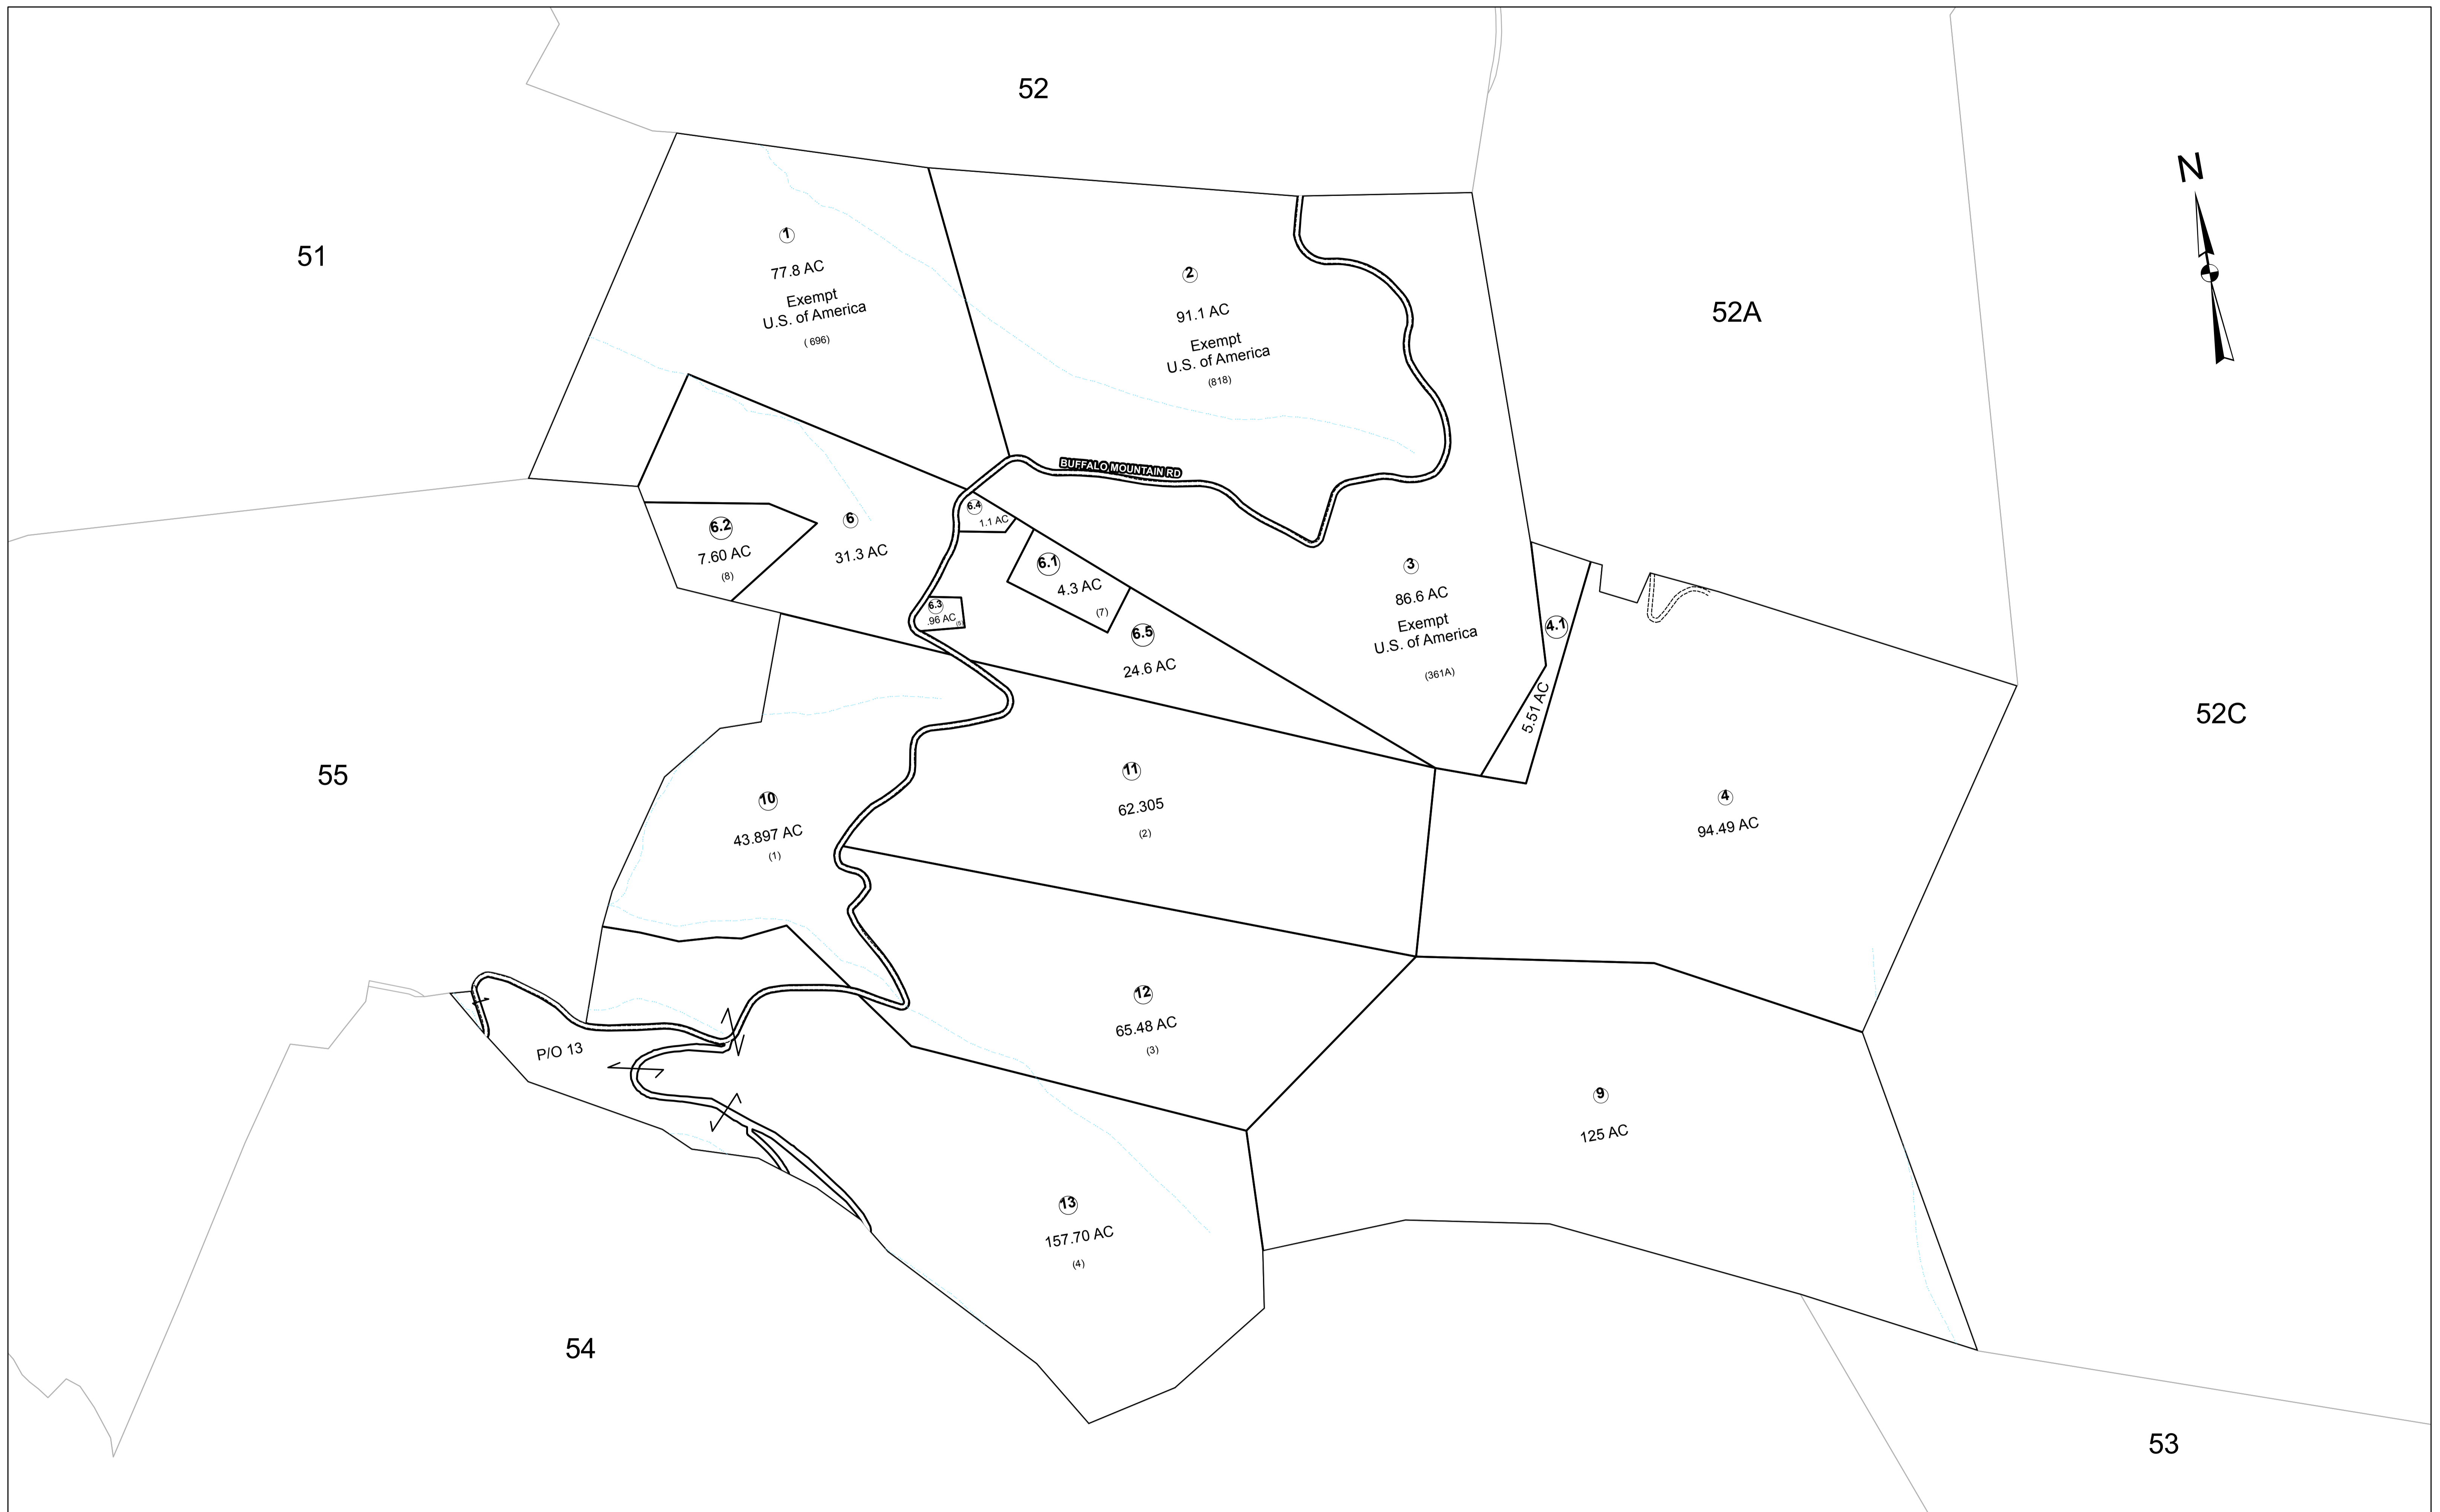 52
51
52A
N
1
77.8 AC
Exempt
U.S. of America
( 696)
2
91.1 AC
Exempt
U.S. of America
(818)
BUFFALO MOUNTAIN RD
6.4
1.1 AC
6.2
7.60 AC
(8)
6
31.3 AC
6.1
4.3 AC
(7)
6.3
.96 AC
6.5
24.6 AC
3
86.6 AC
Exempt
U.S. of America
(361A)
4.1
5.51 AC
52C
55
10
43.897 AC
(1)
11
62.305
(2)
4
94.49 AC
12
65.48 AC
(3)
P/O 13
9
125 AC
13
157.70 AC
(4)
54
53